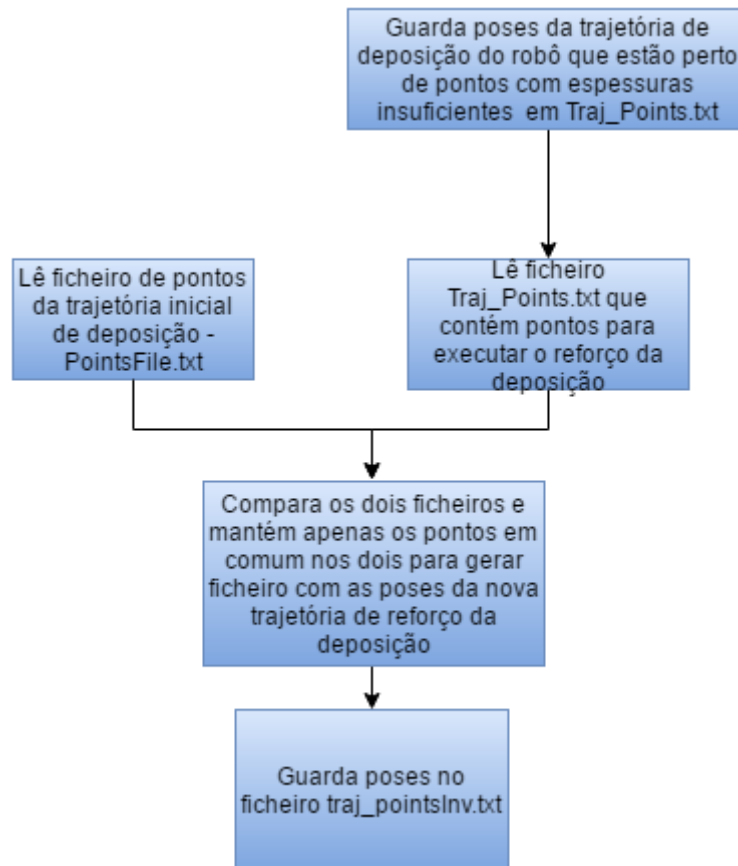 Guarda poses da trajetória de
deposição do robô que estão perto
de pontos com espessuras
insuficientes em Traj_Points.txt
Lê ficheiro de pontos
da trajetória inicial
de deposição -
PointsFile.txt
Lê ficheiro
Traj_Points.txt que
contém pontos para
executar o reforço da
deposição
Compara os dois ficheiros e
mantém apenas os pontos em
comum nos dois para gerar
ficheiro com as poses da nova
trajetória de reforço da
deposição
Guarda poses no
ficheiro traj_pointsInv.txt